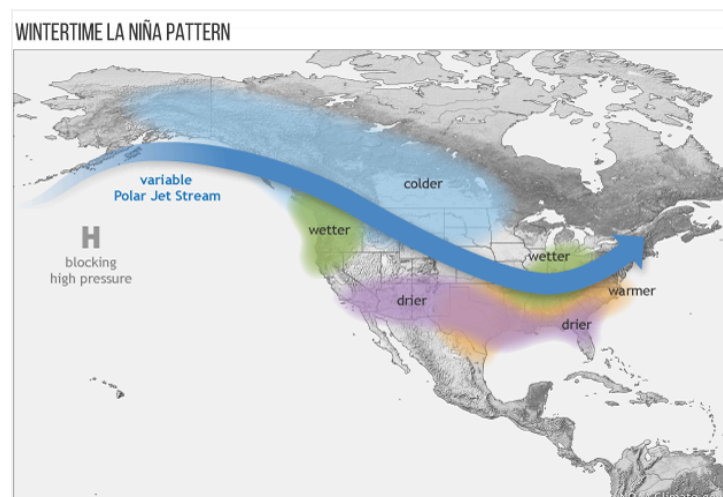 WINTERTIME LA NIÑA PATTERN
variable
Polar Jet Stream
colder
H
blocking
high pressure
wetter
wetter
warmer
drier
drier